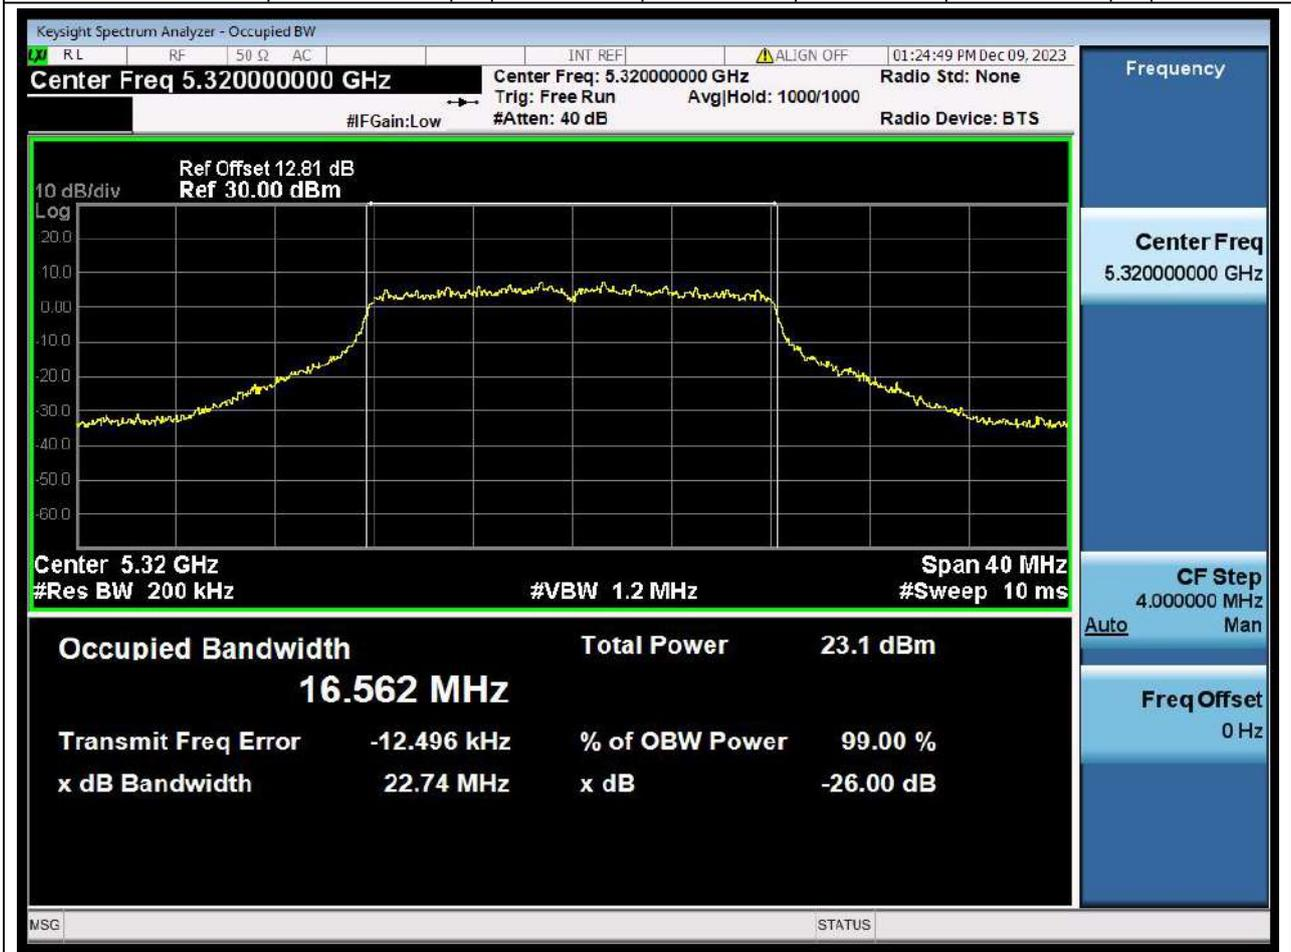 Keysight Spectrum Analyzer - Occupied BW
LXI RL RF 50 Ω AC INT REF ALIGN OFF 01:24:49 PM Dec 09, 2023
Center Freq 5.320000000 GHz
Center Freq: 5.320000000 GHz
Radio Std: None
Trig: Free Run Avg|Hold: 1000/1000
#IFGain:Low
#Atten: 40 dB
Radio Device: BTS
Ref Offset 12.81 dB
10 dB/div Ref 30.00 dBm
Log
20.0
10.0
0.00
-10.0
-20.0
-30.0
-40.0
-50.0
-60.0
Center 5.32 GHz Span 40 MHz
#Res BW 200 kHz #VBW 1.2 MHz #Sweep 10 ms
Occupied Bandwidth Total Power 23.1 dBm
16.562 MHz
Transmit Freq Error -12.496 kHz % of OBW Power 99.00 %
x dB Bandwidth 22.74 MHz x dB -26.00 dB
MSG STATUS
Frequency
Center Freq
5.320000000 GHz
CF Step
4.000000 MHz
Auto Man
Freq Offset
0 Hz